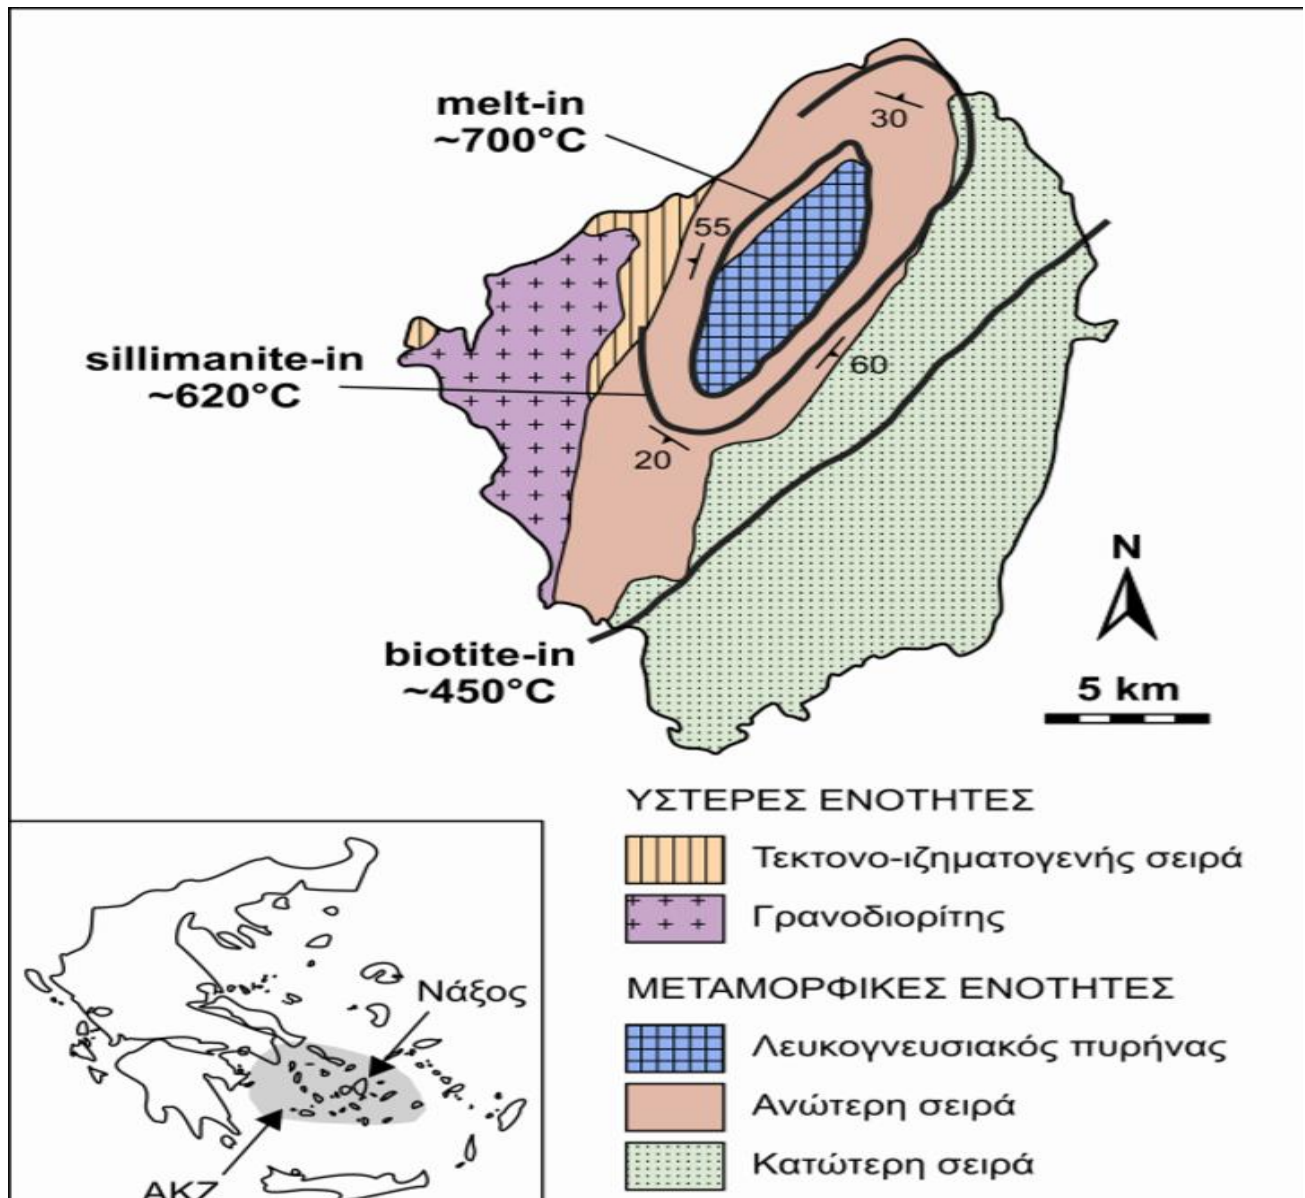 melt-in
~700°C
30
55
sillimanite-in
~620°C
60
20
N
biotite-in
~450°C
5 km
ΥΣΤΕΡΕΣ ΕΝΟΤΗΤΕΣ
Τεκτονο-ιζηματογενής σειρά
Γρανοδιορίτης
Νάξος
ΜΕΤΑΜΟΡΦΙΚΕΣ ΕΝΟΤΗΤΕΣ
Λευκογνευσιακός πυρήνας
Ανώτερη σειρά
Κατώτερη σειρά
ΑΚΖ